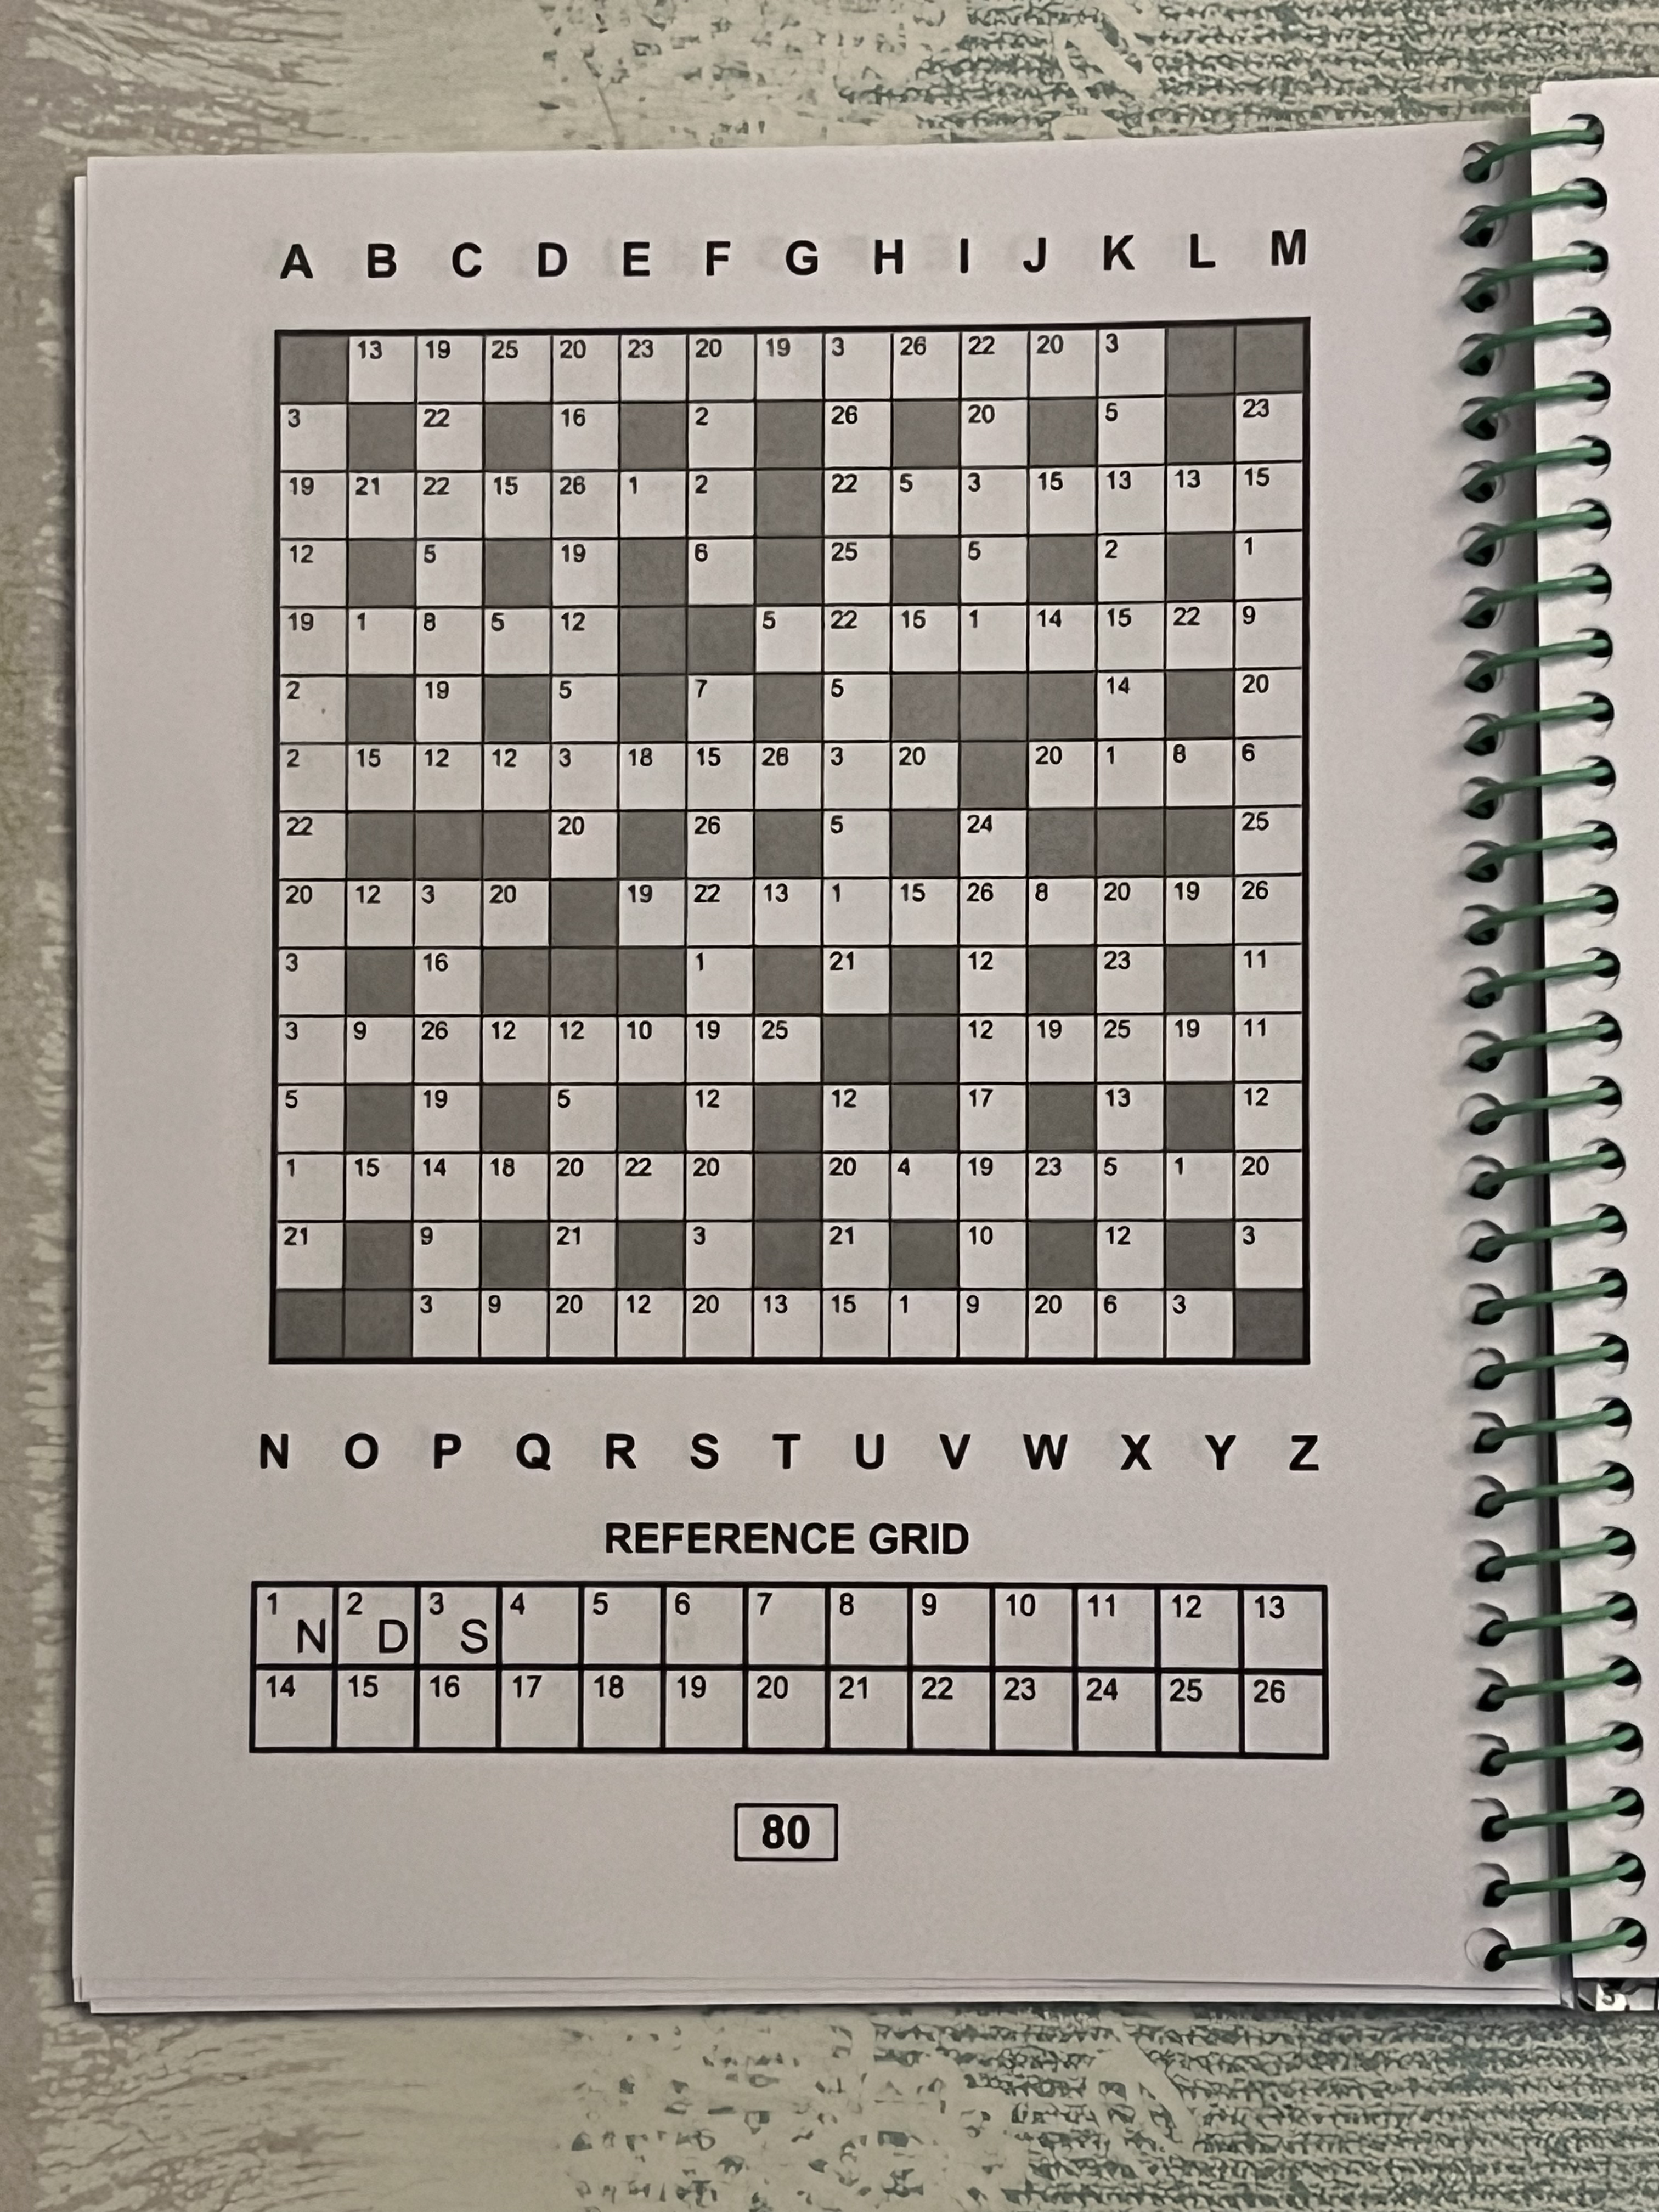 A B C D E F G H I J K L M
13 19 25 20 23 20 19 3 26 22 20 3
3 22 16 2 26 20 5 23
19 21 22 15 26 1 2 22 5 3 15 13 13 15
12 5 19 6 25 5 2 1
19 1 8 5 12 5 22 15 1 14 15 22 9
2 19 5 7 5 14 20
2 15 12 12 3 18 15 26 3 20 20 1 8 6
22 20 26 5 24 25
20 12 3 20 19 22 13 1 15 26 8 20 19 26
3 16 1 21 12 23 11
3 9 26 12 12 10 19 25 12 19 25 19 11
5 19 5 12 12 17 13 12
1 15 14 18 20 22 20 20 4 19 23 5 1 20
21 9 21 3 21 10 12 3
3 9 20 12 20 13 15 1 9 20 6 3
N O P Q R S T U V W X Y Z
REFERENCE GRID
1 N 2 D 3 S 4 5 6 7 8 9 10 11 12 13
14 15 16 17 18 19 20 21 22 23 24 25 26
80